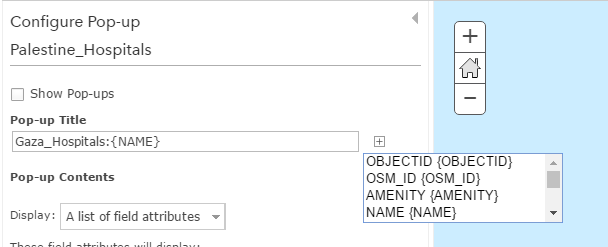 Configure Pop-up
Palestine_Hospitals
Show Pop-ups
Pop-up Title
Gaza_Hospitals:{NAME}
OBJECTID {OBJECTID}
OSM_ID {OSM_ID}
AMENITY {AMENITY}
NAME {NAME}
Pop-up Contents
Display: A list of field attributes
These field attributes will display: